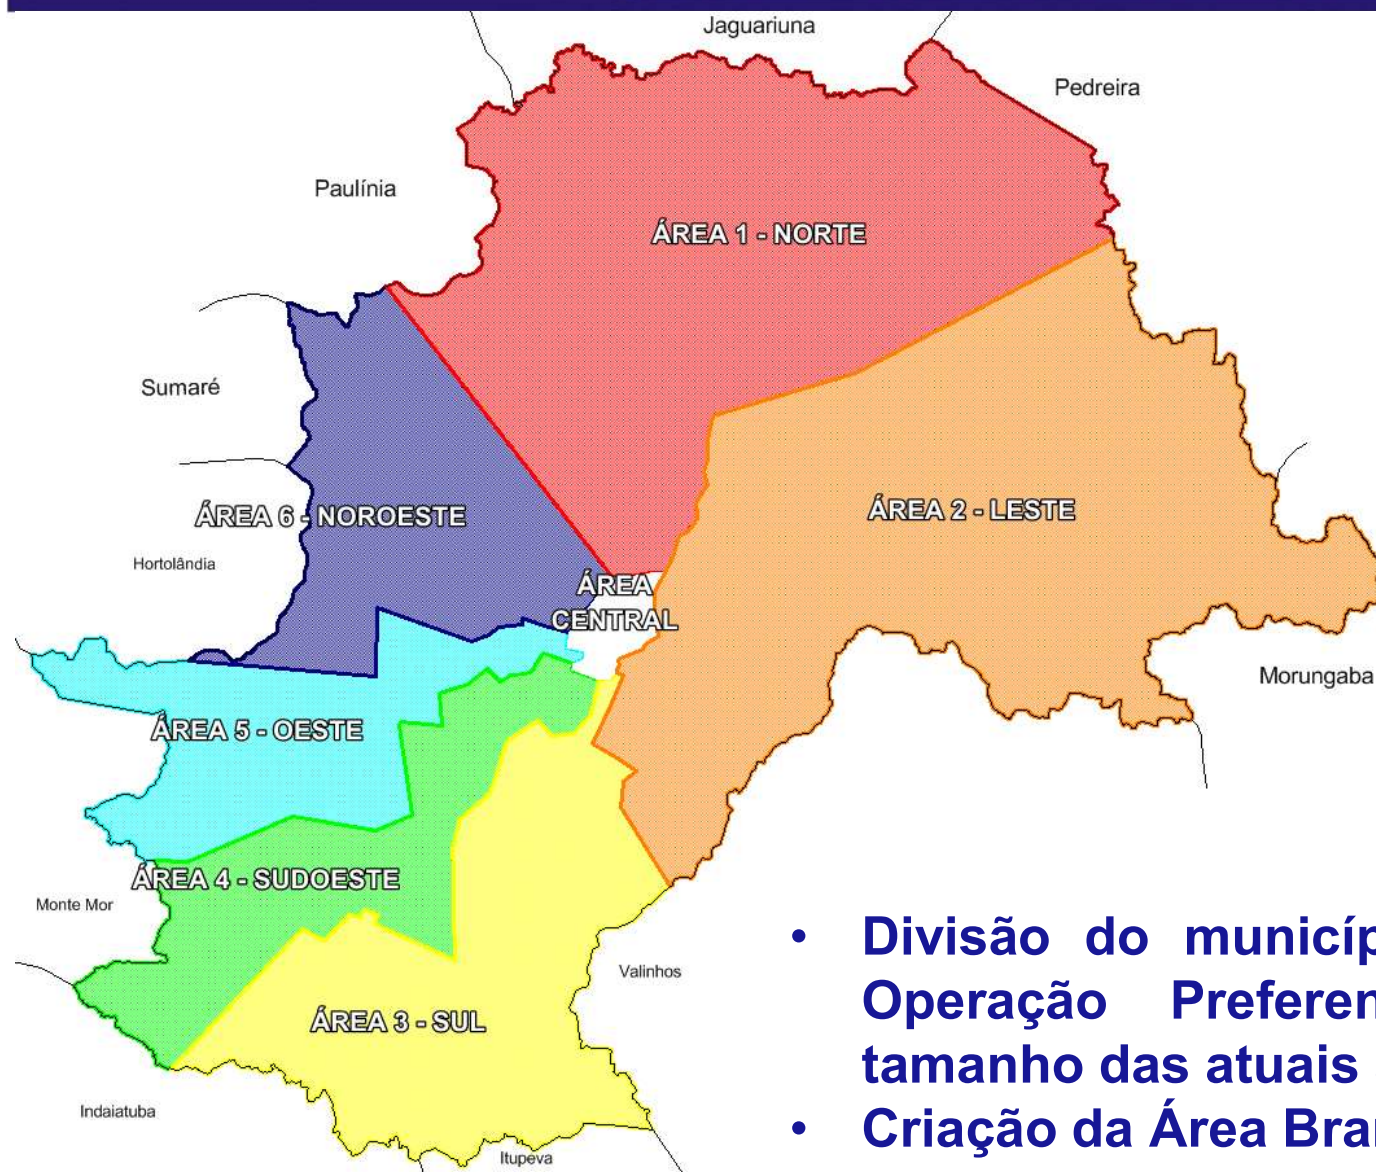 Jaguariuna
Pedreira
Paulínia
ÁREA 1 - NORTE
Sumaré
ÁREA 2 - LESTE
ÁREA 6 - NOROESTE
Hortolândia
ÁREA
CENTRAL
Morungaba
ÁREA 5 - OESTE
ÁREA 4 - SUDOESTE
Monte Mor
Valinhos
ÁREA 3 - SUL
Indaiatuba
Itupeva
• Divisão do municíp
Operação Preferen
tamanho das atuais
• Criação da Área Bran